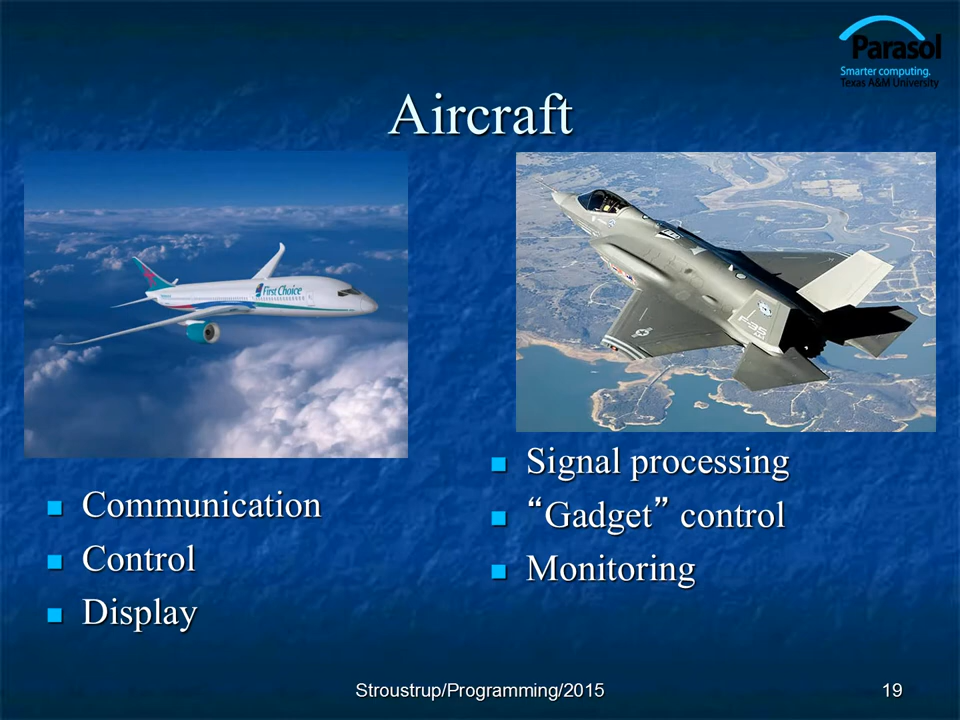 Parasol
Smarter computing.
Texas A&M University
Aircraft
First Choice
F-35
Signal processing
“Gadget” control
Monitoring
Communication
Control
Display
Stroustrup/Programming/2015
19